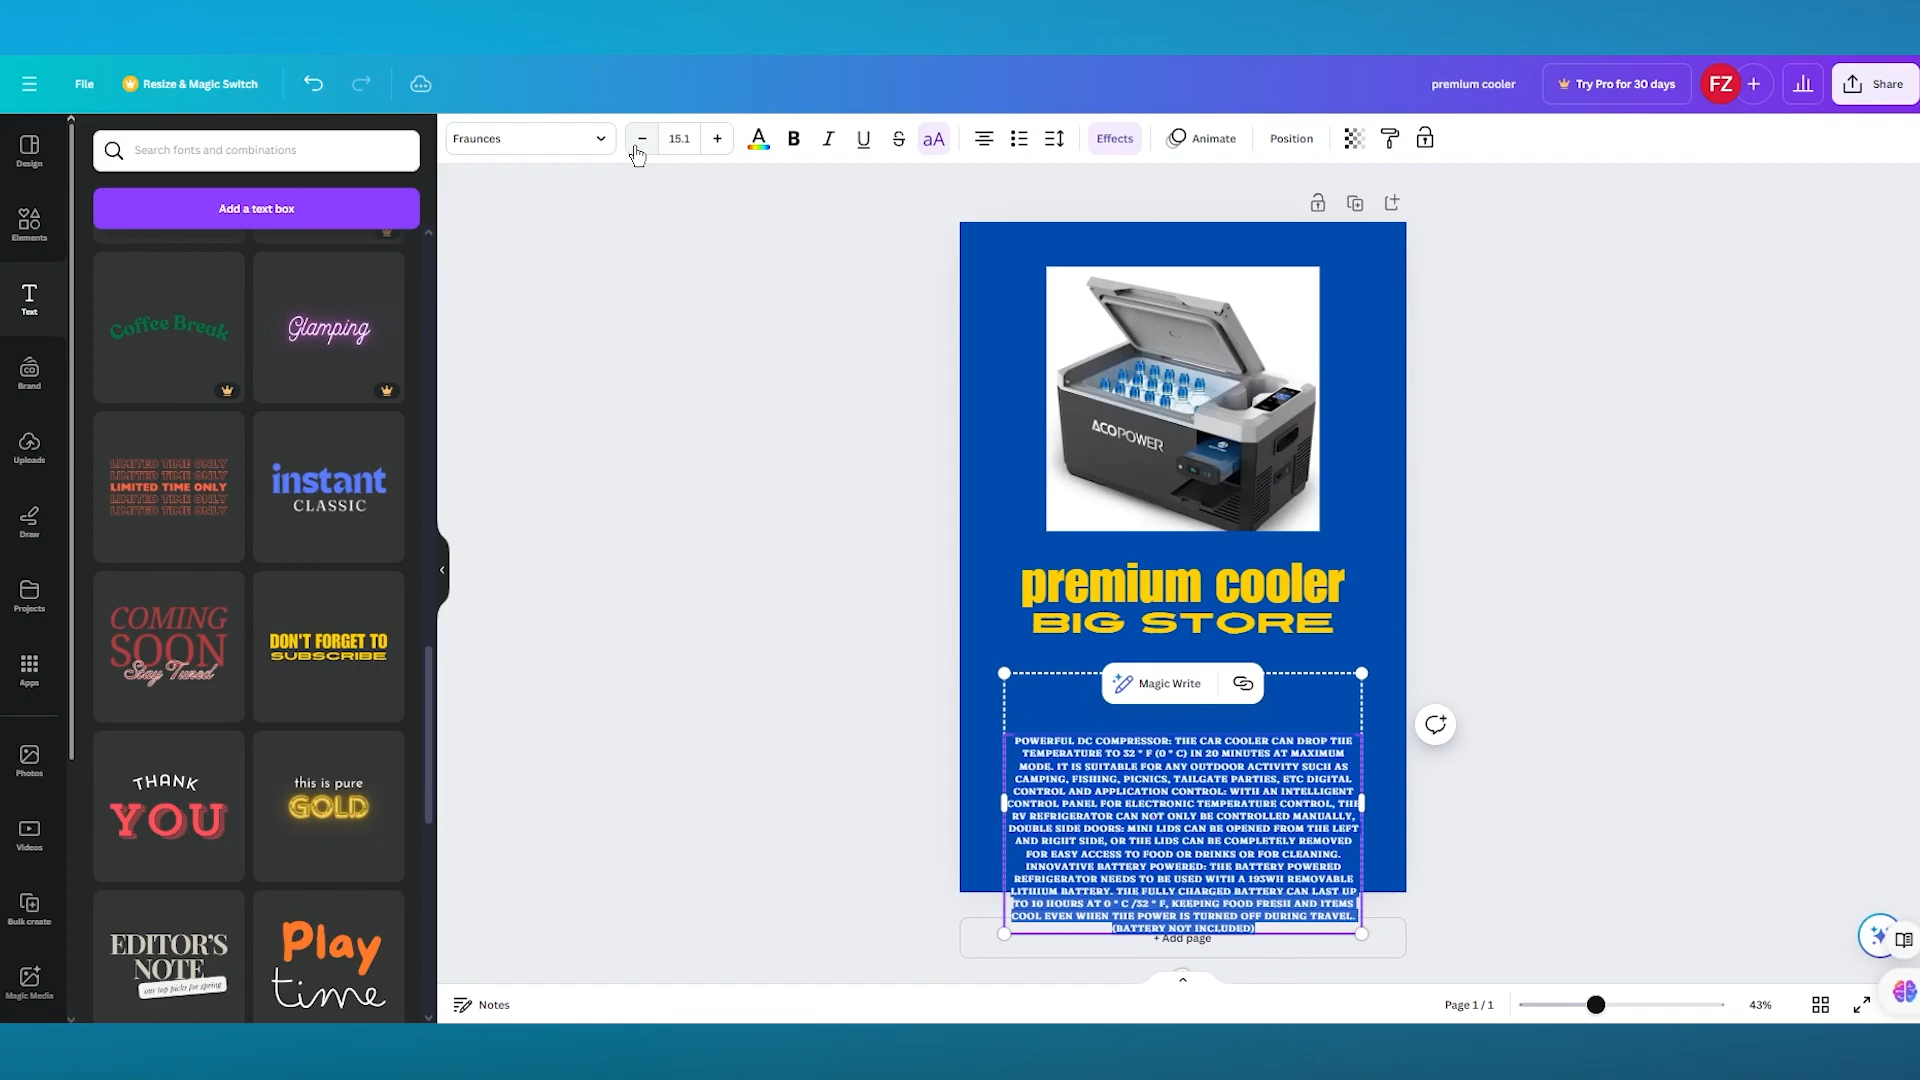 File
Resize & Magic Switch
premium cooler
Try Pro for 30 days
FZ
Share
Design
Elements
Text
Brand
Uploads
Draw
Projects
Apps
Photos
Videos
Bulk create
Magic Media
Search fonts and combinations
Add a text box
Coffee Break
Glamping
LIMITED TIME ONLY
LIMITED TIME ONLY
LIMITED TIME ONLY
LIMITED TIME ONLY
LIMITED TIME ONLY
instant
CLASSIC
COMING
SOON
Stay Tuned
DON'T FORGET TO
SUBSCRIBE
THANK
YOU
this is pure
GOLD
EDITOR'S
NOTE
our top picks for spring
Play
time
Fraunces
15.1
A B I U S aA
Effects
Animate
Position
ACOPOWER
premium cooler
BIG STORE
Magic Write
POWERFUL DC COMPRESSOR: THE CAR COOLER CAN DROP THE
TEMPERATURE TO 32 ° F (0 ° C) IN 20 MINUTES AT MAXIMUM
MODE. IT IS SUITABLE FOR ANY OUTDOOR ACTIVITY SUCH AS
CAMPING, FISHING, PICNICS, TAILGATE PARTIES, ETC DIGITAL
CONTROL AND APPLICATION CONTROL: WITH AN INTELLIGENT
CONTROL PANEL FOR ELECTRONIC TEMPERATURE CONTROL, THE
RV REFRIGERATOR CAN NOT ONLY BE CONTROLLED MANUALLY,
DOUBLE SIDE DOORS: MINI LIDS CAN BE OPENED FROM THE LEFT
AND RIGHT SIDE, OR THE LIDS CAN BE COMPLETELY REMOVED
FOR EASY ACCESS TO FOOD OR DRINKS OR FOR CLEANING.
INNOVATIVE BATTERY POWERED: THE BATTERY POWERED
REFRIGERATOR NEEDS TO BE USED WITH A 193WH REMOVABLE
LITHIUM BATTERY. THE FULLY CHARGED BATTERY CAN LAST UP
TO 10 HOURS AT 0 ° C /32 ° F, KEEPING FOOD FRESH AND ITEMS
COOL EVEN WHEN THE POWER IS TURNED OFF DURING TRAVEL.
(BATTERY NOT INCLUDED)
+ Add page
Notes
Page 1 / 1
43%